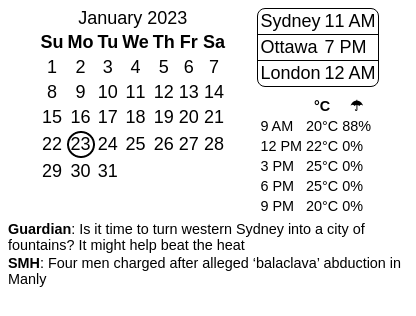 January 2023
Su Mo Tu We Th Fr Sa
1 2 3 4 5 6 7
8 9 10 11 12 13 14
15 16 17 18 19 20 21
22 23 24 25 26 27 28
29 30 31
Sydney 11 AM
Ottawa 7 PM
London 12 AM
°C ☂
9 AM 20°C 88%
12 PM 22°C 0%
3 PM 25°C 0%
6 PM 25°C 0%
9 PM 20°C 0%
Guardian: Is it time to turn western Sydney into a city of
fountains? It might help beat the heat
SMH: Four men charged after alleged ‘balaclava’ abduction in
Manly